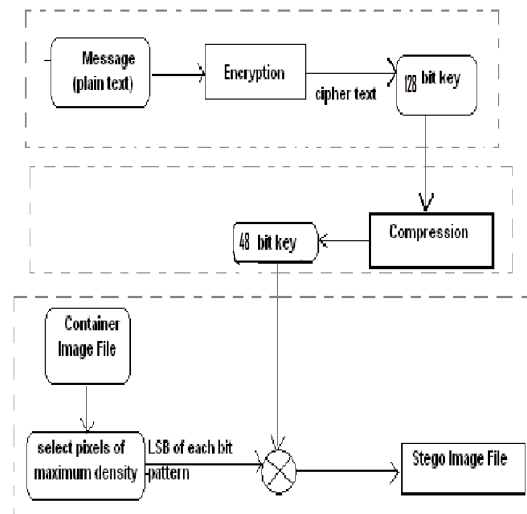 Message
(plain text)
Encryption
cipher text
128 bit key
Compression
48 bit key
Container
Image File
select pixels of
maximum density
LSB of each bit
pattern
Stego Image File